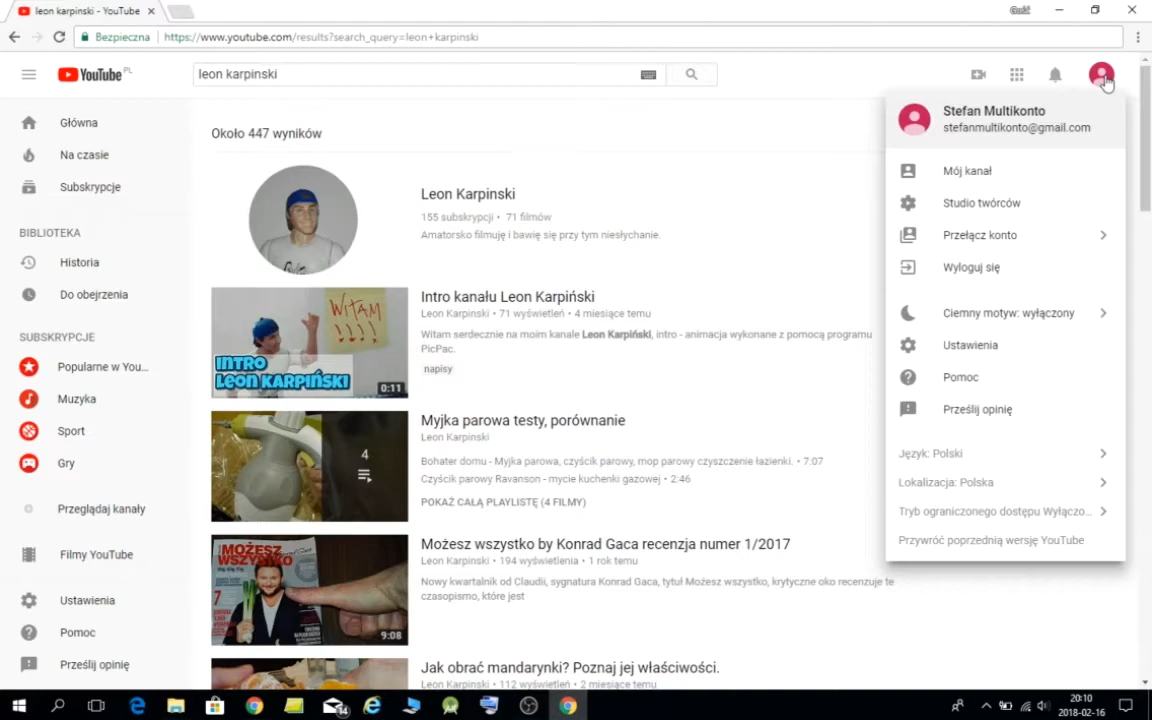 leon karpinski - YouTube
Bezpieczna
https://www.youtube.com/results?search_query=leon+karpinski
YouTube PL
leon karpinski
Stefan Multikonto
stefanmultikonto@gmail.com
Mój kanał
Studio twórców
Przełącz konto
Wyloguj się
Ciemny motyw: wyłączony
Ustawienia
Pomoc
Prześlij opinię
Język: Polski
Lokalizacja: Polska
Tryb ograniczonego dostępu Wyłączo...
Przywróć poprzednią wersję YouTube
Główna
Na czasie
Subskrypcje
BIBLIOTEKA
Historia
Do obejrzenia
SUBSKRYPCJE
Popularne w You...
Muzyka
Sport
Gry
Przeglądaj kanały
Filmy YouTube
Ustawienia
Pomoc
Prześlij opinię
Około 447 wyników
Leon Karpinski
155 subskrypcji • 71 filmów
Amatorsko filmuję i bawię się przy tym niesłychanie.
WITAM
!!!!
INTRO
LEON KARPIŃSKI
0:11
Intro kanału Leon Karpiński
Leon Karpinski • 71 wyświetleń • 4 miesiące temu
Witam serdecznie na moim kanale Leon Karpiński, intro - animacja wykonane z pomocą programu
PicPac.
napisy
4
Myjka parowa testy, porównanie
Leon Karpinski
Bohater domu - Myjka parowa, czyścik parowy, mop parowy czyszczenie łazienki. • 7:07
Czyścik parowy Ravanson - mycie kuchenki gazowej • 2:46
POKAŻ CAŁĄ PLAYLISTĘ (4 FILMY)
MOŻESZ
WSZYSTKO
7
9:08
Możesz wszystko by Konrad Gaca recenzja numer 1/2017
Leon Karpinski • 194 wyświetlenia • 1 rok temu
Nowy kwartalnik od Claudii, sygnatura Konrad Gaca, tytuł Możesz wszystko, krytyczne oko recenzuje te
czasopismo, które jest
Jak obrać mandarynki? Poznaj jej właściwości.
Leon Karpinski • 112 wyświetleń • 2 miesiące temu
14
20:10
2018-02-16